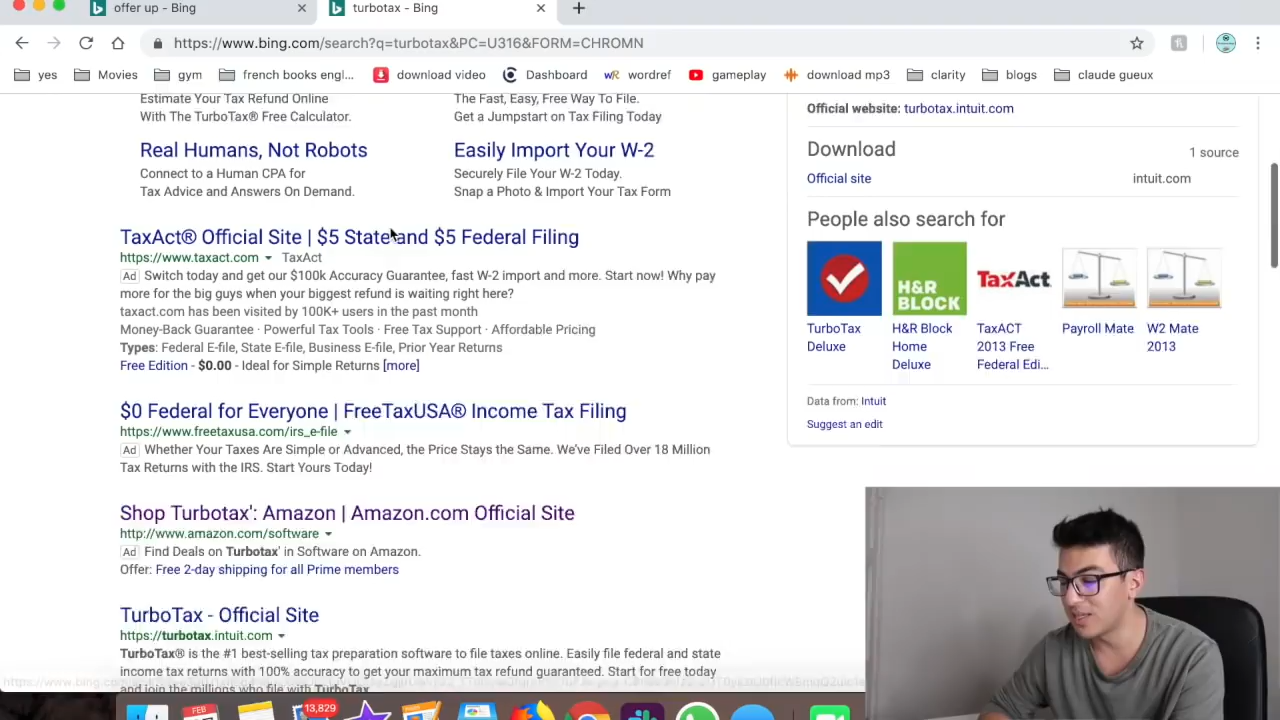 offer up - Bing
turbotax - Bing
https://www.bing.com/search?q=turbotax&PC=U316&FORM=CHROMN
yes Movies gym french books engl... download video Dashboard wordref gameplay download mp3 clarity blogs claude gueux
Estimate Your Tax Refund Online
With The TurboTax® Free Calculator.
The Fast, Easy, Free Way To File.
Get a Jumpstart on Tax Filing Today
Real Humans, Not Robots
Connect to a Human CPA for
Tax Advice and Answers On Demand.
Easily Import Your W-2
Securely File Your W-2 Today.
Snap a Photo & Import Your Tax Form
TaxAct® Official Site | $5 State and $5 Federal Filing
https://www.taxact.com TaxAct
Ad Switch today and get our $100k Accuracy Guarantee, fast W-2 import and more. Start now! Why pay
more for the big guys when your biggest refund is waiting right here?
taxact.com has been visited by 100K+ users in the past month
Money-Back Guarantee · Powerful Tax Tools · Free Tax Support · Affordable Pricing
Types: Federal E-file, State E-file, Business E-file, Prior Year Returns
Free Edition - $0.00 - Ideal for Simple Returns [more]
$0 Federal for Everyone | FreeTaxUSA® Income Tax Filing
https://www.freetaxusa.com/irs_e-file
Ad Whether Your Taxes Are Simple or Advanced, the Price Stays the Same. We've Filed Over 18 Million
Tax Returns with the IRS. Start Yours Today!
Shop Turbotax': Amazon | Amazon.com Official Site
http://www.amazon.com/software
Ad Find Deals on Turbotax' in Software on Amazon.
Offer: Free 2-day shipping for all Prime members
TurboTax - Official Site
https://turbotax.intuit.com
TurboTax® is the #1 best-selling tax preparation software to file taxes online. Easily file federal and state
income tax returns with 100% accuracy to get your maximum tax refund guaranteed. Start for free today
and join the millions who file with TurboTax.
Official website: turbotax.intuit.com
Download
1 source
Official site
intuit.com
People also search for
H&R
BLOCK
TaxAct
TurboTax
Deluxe
H&R Block
Home
Deluxe
TaxACT
2013 Free
Federal Edi...
Payroll Mate
W2 Mate
2013
Data from: Intuit
Suggest an edit
FEB
13,829